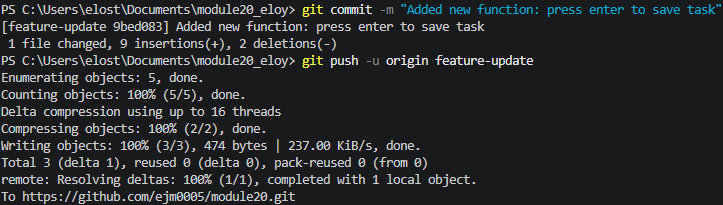 PS C:\Users\elost\Documents\module20_eloy> git commit -m "Added new function: press enter to save task"
[feature-update 9bed083] Added new function: press enter to save task
 1 file changed, 9 insertions(+), 2 deletions(-)
PS C:\Users\elost\Documents\module20_eloy> git push -u origin feature-update
Enumerating objects: 5, done.
Counting objects: 100% (5/5), done.
Delta compression using up to 16 threads
Compressing objects: 100% (2/2), done.
Writing objects: 100% (3/3), 474 bytes | 237.00 KiB/s, done.
Total 3 (delta 1), reused 0 (delta 0), pack-reused 0 (from 0)
remote: Resolving deltas: 100% (1/1), completed with 1 local object.
To https://github.com/ejm0005/module20.git